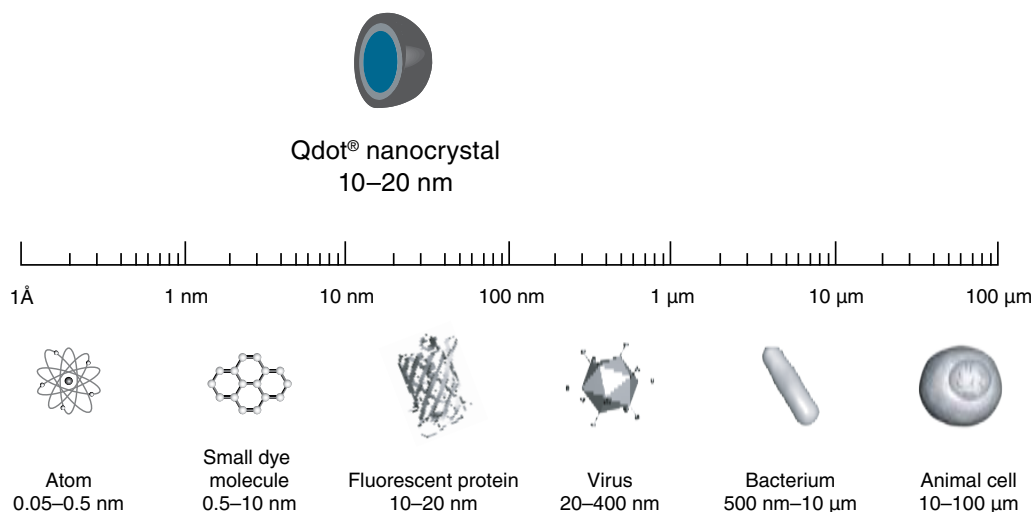 Qdot® nanocrystal
10–20 nm
1Å 1 nm 10 nm 100 nm 1 μm 10 μm 100 μm
Atom
0.05–0.5 nm
Small dye
molecule
0.5–10 nm
Fluorescent protein
10–20 nm
Virus
20–400 nm
Bacterium
500 nm–10 μm
Animal cell
10–100 μm